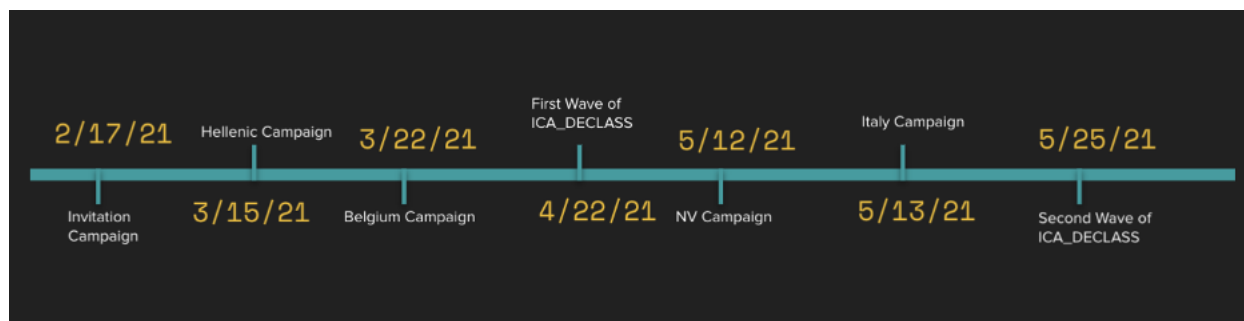 2/17/21
Invitation
Campaign
Hellenic Campaign
3/15/21
3/22/21
Belgium Campaign
First Wave of
ICA_DECLASS
4/22/21
5/12/21
NV Campaign
Italy Campaign
5/13/21
5/25/21
Second Wave of
ICA_DECLASS